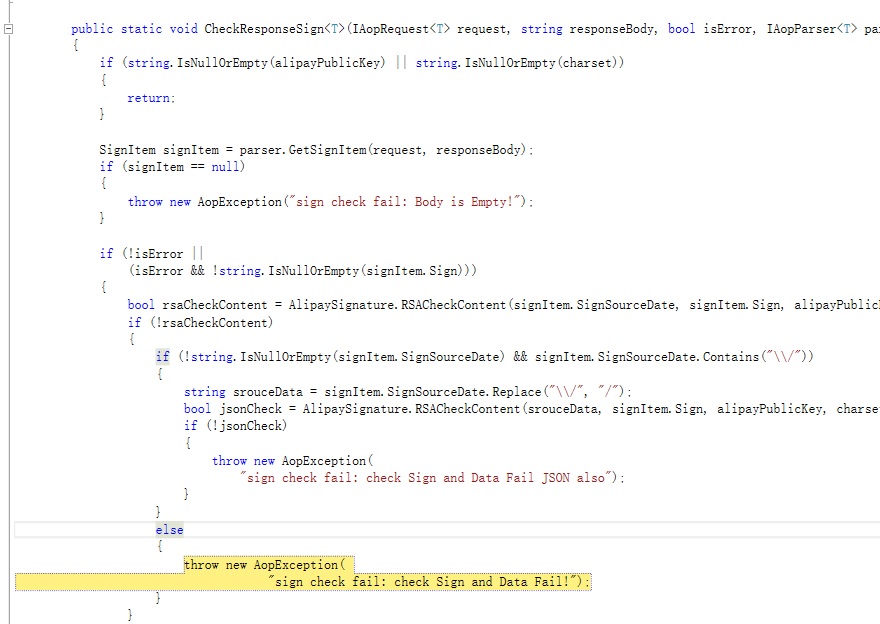 public static void CheckResponseSign<T>(IAopRequest<T> request, string responseBody, bool isError, IAopParser<T> pa
{
if (string.IsNullOrEmpty(alipayPublicKey) || string.IsNullOrEmpty(charset))
{
return;
}
SignItem signItem = parser.GetSignItem(request, responseBody);
if (signItem == null)
{
throw new AopException("sign check fail: Body is Empty!");
}
if (!isError ||
(isError && !string.IsNullOrEmpty(signItem.Sign)))
{
bool rsaCheckContent = AlipaySignature.RSACheckContent(signItem.SignSourceDate, signItem.Sign, alipayPublic
if (!rsaCheckContent)
{
if (!string.IsNullOrEmpty(signItem.SignSourceDate) && signItem.SignSourceDate.Contains("\\/"))
{
string srouceData = signItem.SignSourceDate.Replace("\\/", "/");
bool jsonCheck = AlipaySignature.RSACheckContent(srouceData, signItem.Sign, alipayPublicKey, charse
if (!jsonCheck)
{
throw new AopException(
"sign check fail: check Sign and Data Fail JSON also");
}
}
else
{
throw new AopException(
"sign check fail: check Sign and Data Fail!");
}
}